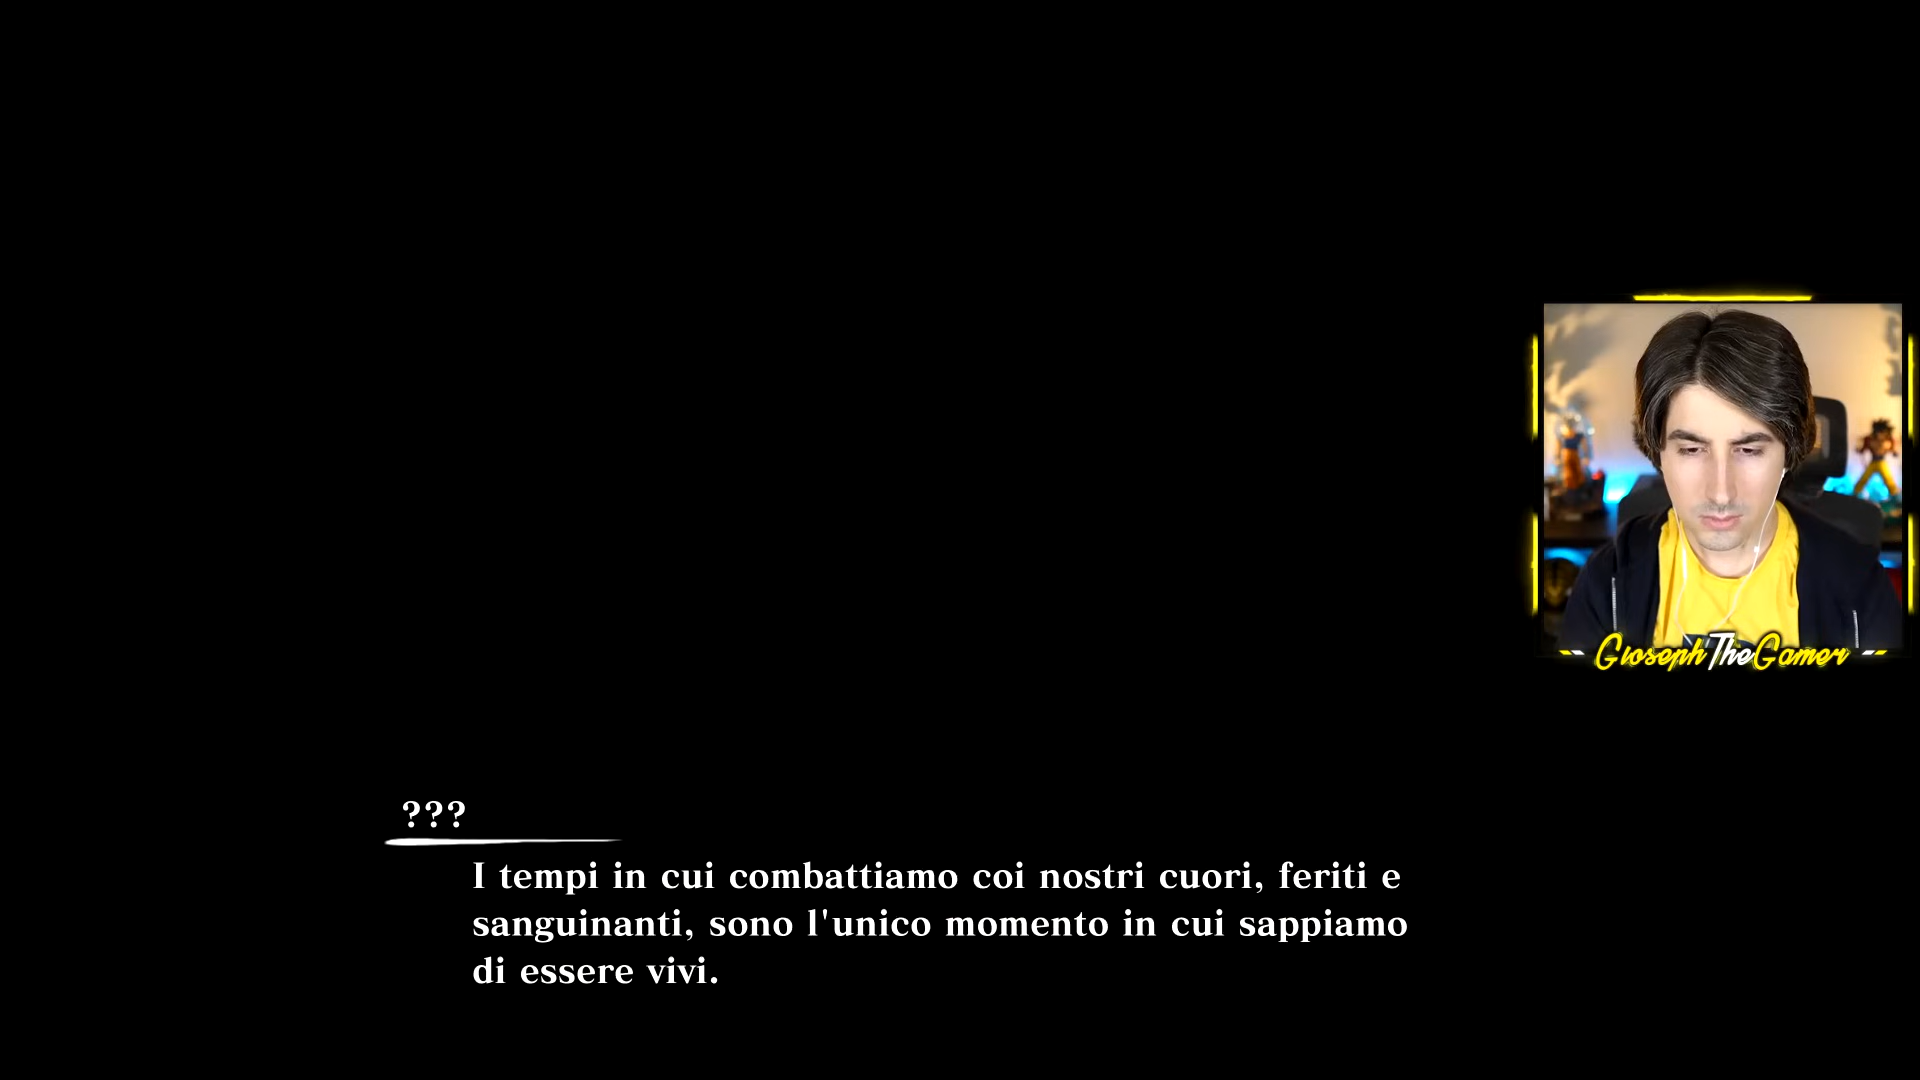 GiosephTheGamer
???
I tempi in cui combattiamo coi nostri cuori, feriti e
sanguinanti, sono l'unico momento in cui sappiamo
di essere vivi.